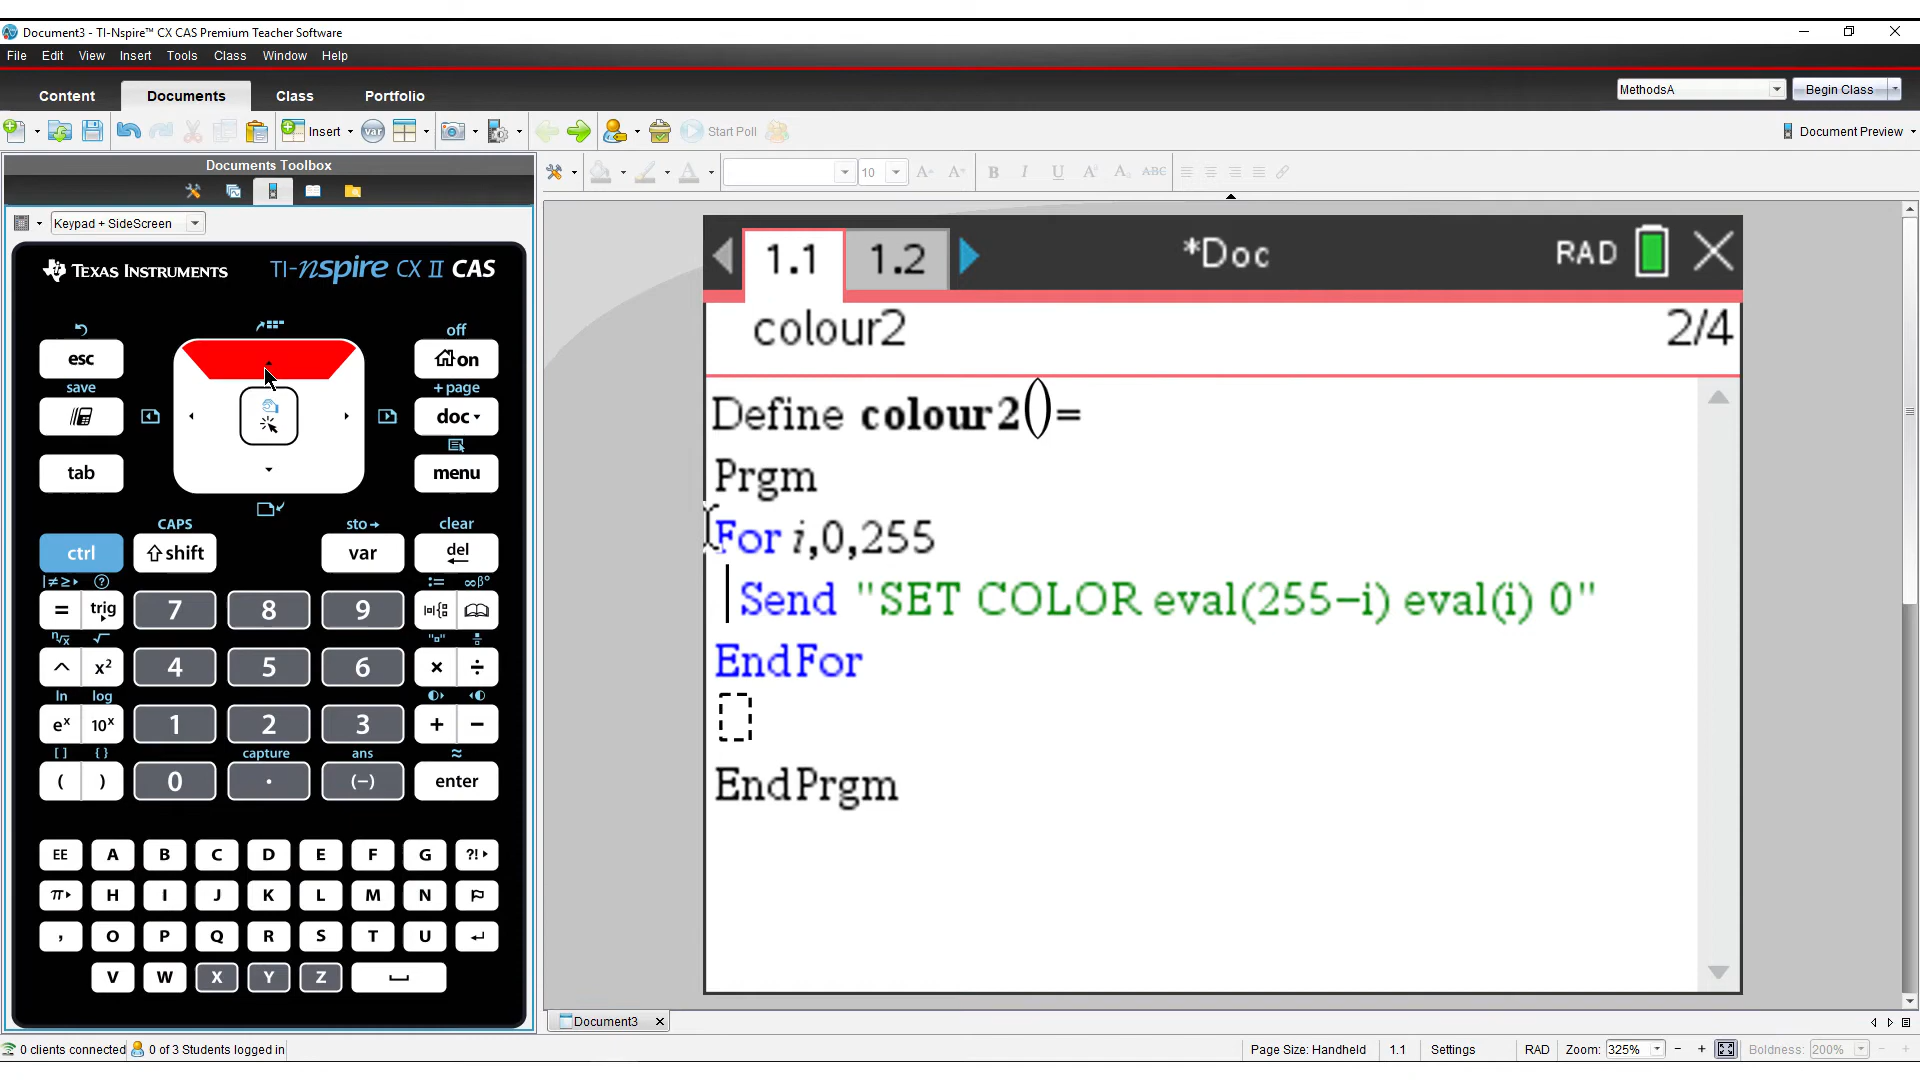 Document3 - TI-Nspire™ CX CAS Premium Teacher Software
File Edit View Insert Tools Class Window Help
Content Documents Class Portfolio MethodsA Begin Class
Insert var Start Poll Document Preview
Documents Toolbox
10 B I U ABC
Keypad + SideScreen
TEXAS INSTRUMENTS TI-nspire CX II CAS
1.1 1.2 *Doc RAD
colour2 2/4
Define colour2()=
Prgm
For i,0,255
Send "SET COLOR eval(255−i) eval(i) 0"
EndFor
EndPrgm
off
esc on
save + page
doc
tab menu
CAPS sto→ clear
ctrl shift var del
= trig 7 8 9
^ x² 4 5 6 × ÷
ln log
eˣ 10ˣ 1 2 3 + −
[ ] { } capture ans ≈
( ) 0 . (−) enter
EE A B C D E F G ?!
π H I J K L M N
, O P Q R S T U
V W X Y Z
Document3
0 clients connected 0 of 3 Students logged in Page Size: Handheld 1.1 Settings RAD Zoom: 325% − + Boldness: 200% − +